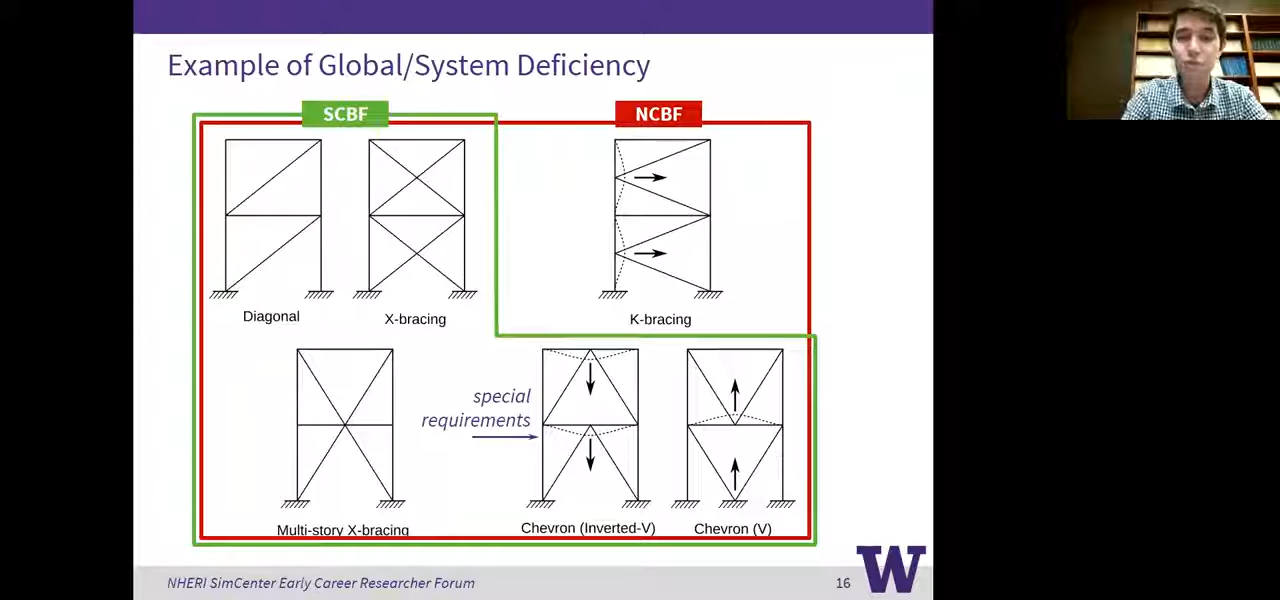 Example of Global/System Deficiency
SCBF
NCBF
Diagonal
X-bracing
K-bracing
special
requirements
Multi-story X-bracing
Chevron (Inverted-V)
Chevron (V)
NHERI SimCenter Early Career Researcher Forum
16
W